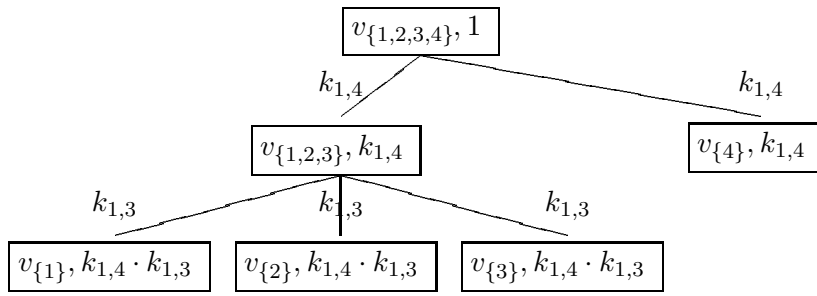 v_{\{1,2,3,4\}}, 1
k_{1,4} k_{1,4}
v_{\{1,2,3\}}, k_{1,4} v_{\{4\}}, k_{1,4}
k_{1,3} k_{1,3} k_{1,3}
v_{\{1\}}, k_{1,4} · k_{1,3} v_{\{2\}}, k_{1,4} · k_{1,3} v_{\{3\}}, k_{1,4} · k_{1,3}